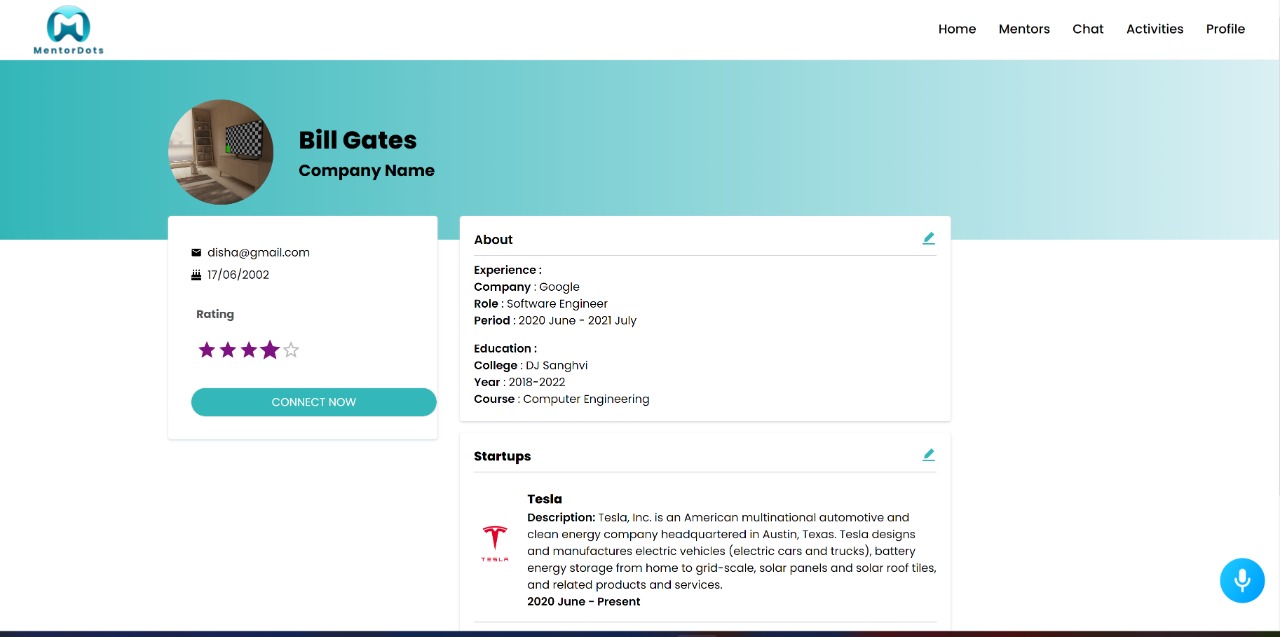 MentorDots
Home Mentors Chat Activities Profile
Bill Gates
Company Name
disha@gmail.com
17/06/2002
Rating
CONNECT NOW
About
Experience :
Company : Google
Role : Software Engineer
Period : 2020 June - 2021 July
Education :
College : DJ Sanghvi
Year : 2018-2022
Course : Computer Engineering
Startups
TESLA
Tesla
Description: Tesla, Inc. is an American multinational automotive and
clean energy company headquartered in Austin, Texas. Tesla designs
and manufactures electric vehicles (electric cars and trucks), battery
energy storage from home to grid-scale, solar panels and solar roof tiles,
and related products and services.
2020 June - Present